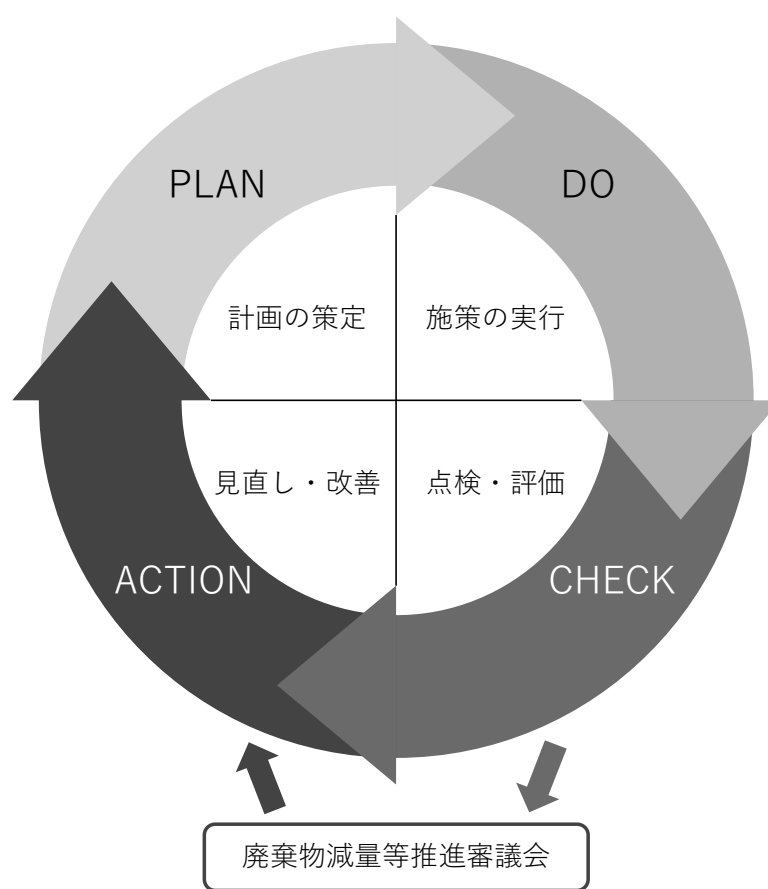 PLAN
DO
計画の策定
施策の実行
見直し・改善
点検・評価
ACTION
CHECK
廃棄物減量等推進審議会